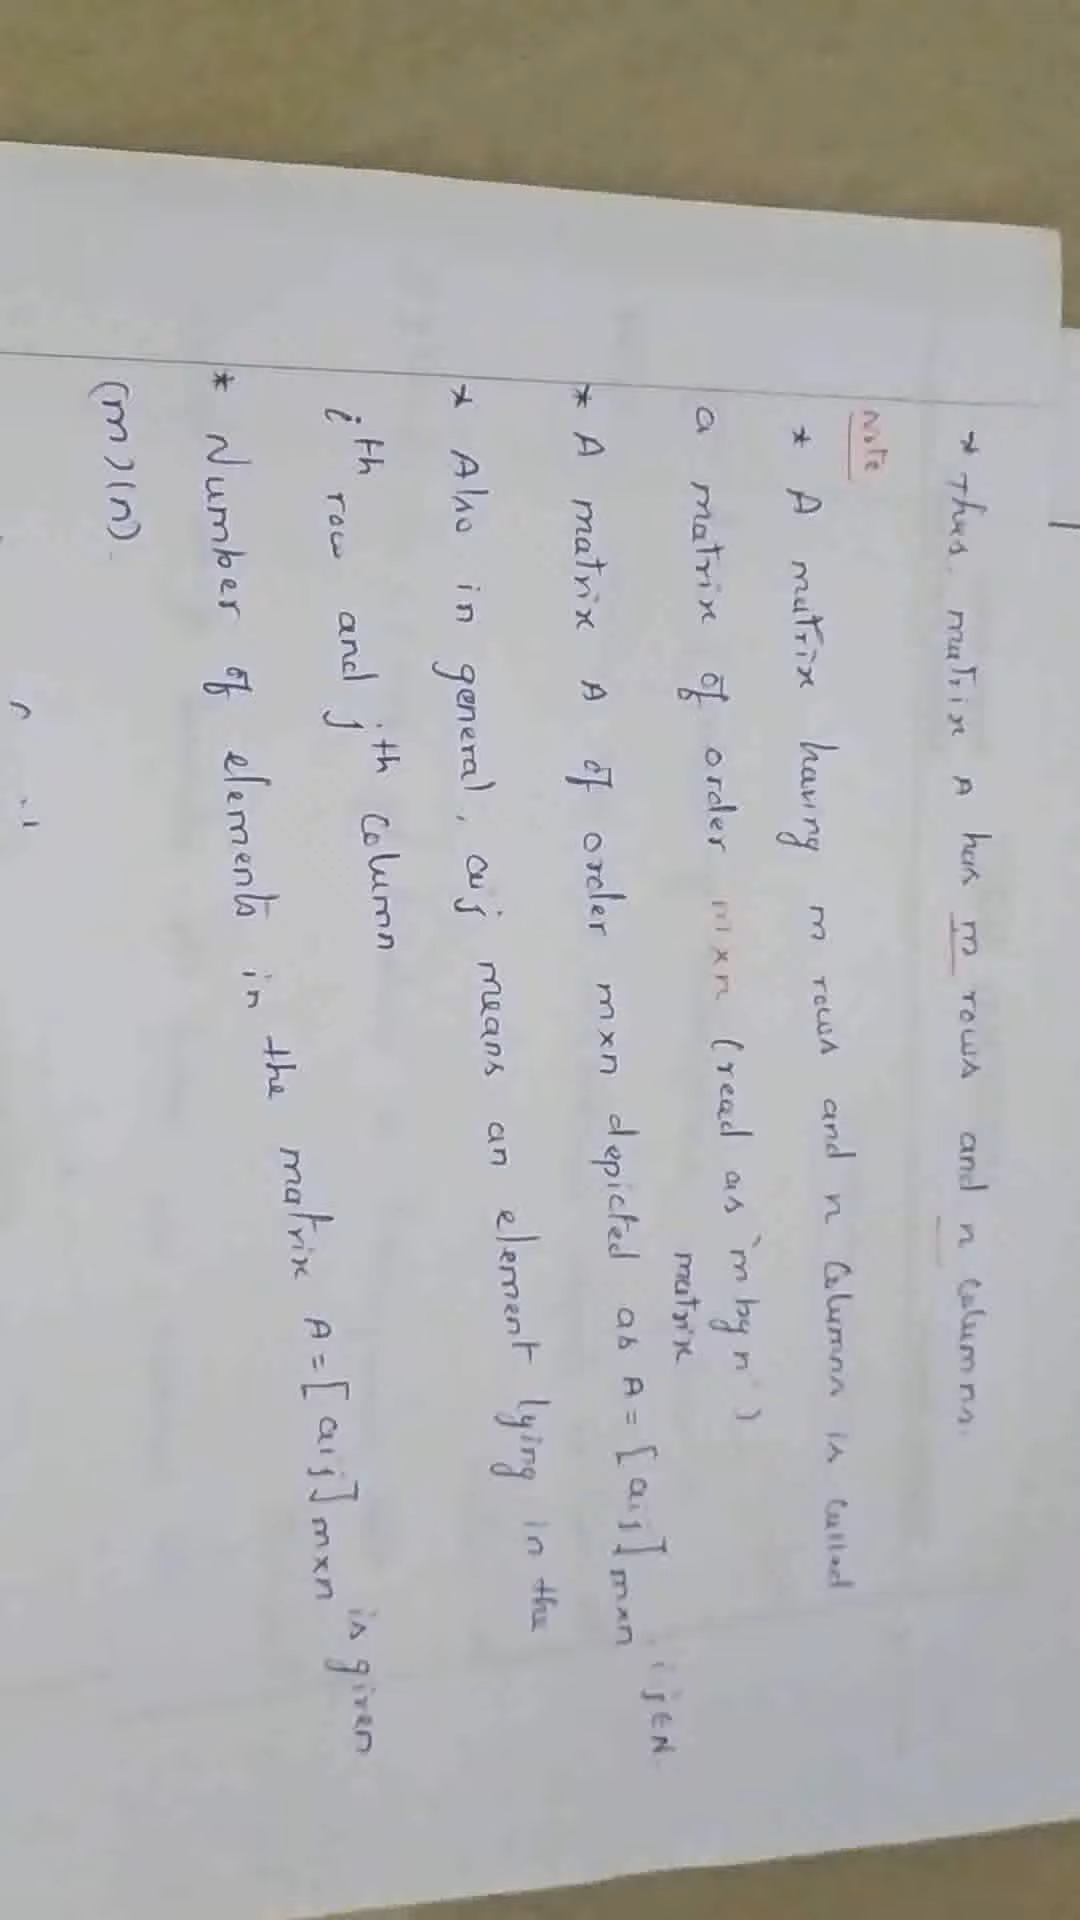 * Thus, matrix A has m rows and n columns.
Note
* A matrix having m rows and n columns is called
a matrix of order m×n (read as `m by n')
matrix
* A matrix A of order m×n depicted as A = [aij]m×n i j∈N.
* Also in general, aij means an element lying in the
ith row and jth column
* Number of elements in the matrix A = [aij]m×n is given
(m)(n).